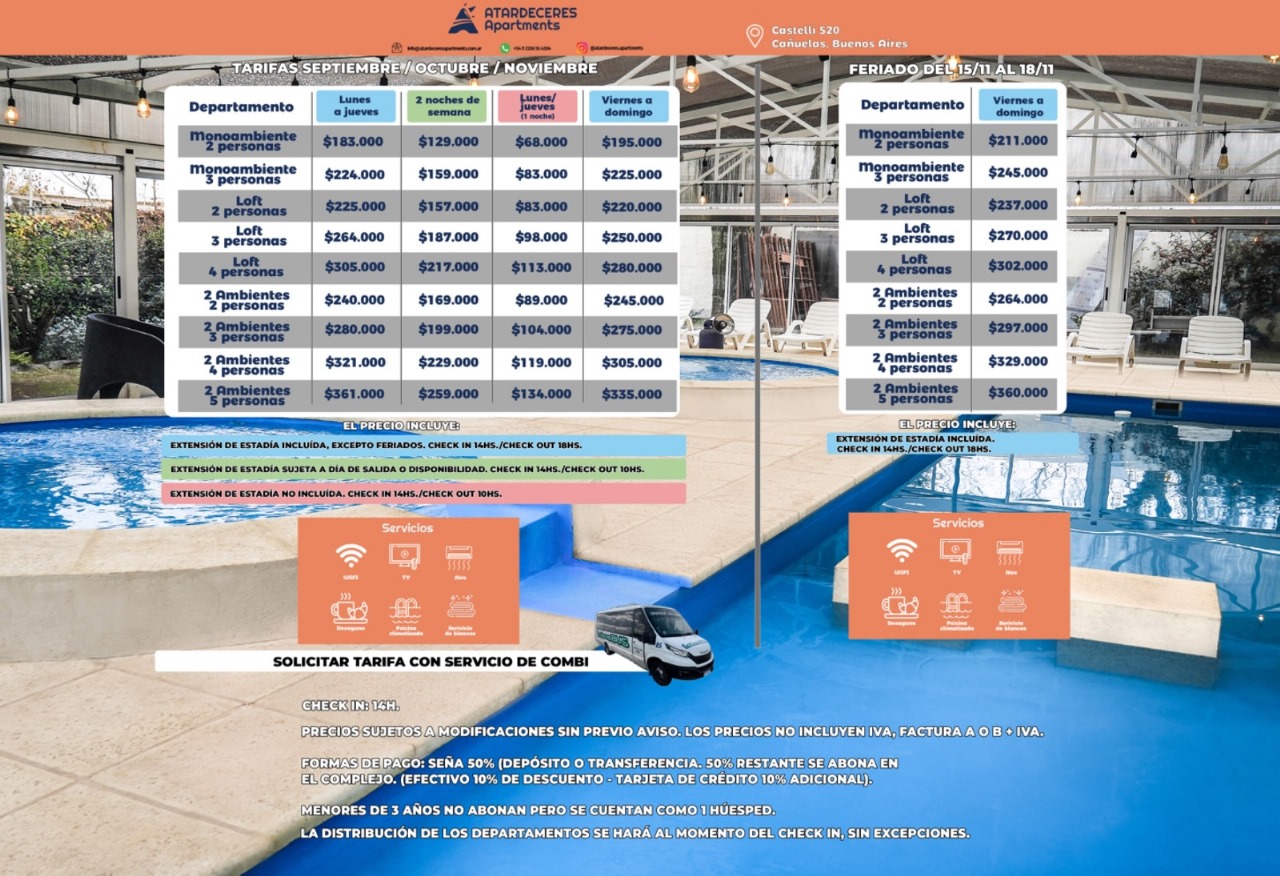 ATARDECERES
Apartments
info@atardeceresapartments.com.ar
@atardeceres.apartments
Castelli 520
Cañuelas, Buenos Aires
TARIFAS SEPTIEMBRE / OCTUBRE / NOVIEMBRE
Departamento
Lunes
a jueves
2 noches de
semana
Lunes/
jueves
(1 noche)
Viernes a
domingo
Monoambiente
2 personas
$183.000 $129.000 $68.000 $195.000
Monoambiente
3 personas
$224.000 $159.000 $83.000 $225.000
Loft
2 personas
$225.000 $157.000 $83.000 $220.000
Loft
3 personas
$264.000 $187.000 $98.000 $250.000
Loft
4 personas
$305.000 $217.000 $113.000 $280.000
2 Ambientes
2 personas
$240.000 $169.000 $89.000 $245.000
2 Ambientes
3 personas
$280.000 $199.000 $104.000 $275.000
2 Ambientes
4 personas
$321.000 $229.000 $119.000 $305.000
2 Ambientes
5 personas
$361.000 $259.000 $134.000 $335.000
EL PRECIO INCLUYE:
EXTENSIÓN DE ESTADÍA INCLUÍDA, EXCEPTO FERIADOS. CHECK IN 14HS./CHECK OUT 18HS.
EXTENSIÓN DE ESTADÍA SUJETA A DÍA DE SALIDA O DISPONIBILIDAD. CHECK IN 14HS./CHECK OUT 10HS.
EXTENSIÓN DE ESTADÍA NO INCLUÍDA. CHECK IN 14HS./CHECK OUT 10HS.
Servicios
WIFI TV Aire
Desayuno
Psicina
climatizada
Serivicio
de blancos
FERIADO DEL 15/11 AL 18/11
Departamento
Viernes a
domingo
Monoambiente
2 personas
$211.000
Monoambiente
3 personas
$245.000
Loft
2 personas
$237.000
Loft
3 personas
$270.000
Loft
4 personas
$302.000
2 Ambientes
2 personas
$264.000
2 Ambientes
3 personas
$297.000
2 Ambientes
4 personas
$329.000
2 Ambientes
5 personas
$360.000
EL PRECIO INCLUYE:
EXTENSIÓN DE ESTADÍA INCLUÍDA.
CHECK IN 14HS./CHECK OUT 18HS.
Servicios
WIFI TV Aire
Desayuno
Psicina
climatizada
Serivicio
de blancos
SOLICITAR TARIFA CON SERVICIO DE COMBI
CHECK IN: 14H.
PRECIOS SUJETOS A MODIFICACIONES SIN PREVIO AVISO. LOS PRECIOS NO INCLUYEN IVA, FACTURA A O B + IVA.
FORMAS DE PAGO: SEÑA 50% (DEPÓSITO O TRANSFERENCIA. 50% RESTANTE SE ABONA EN
EL COMPLEJO. (EFECTIVO 10% DE DESCUENTO - TARJETA DE CRÉDITO 10% ADICIONAL).
MENORES DE 3 AÑOS NO ABONAN PERO SE CUENTAN COMO 1 HÚESPED.
LA DISTRIBUCIÓN DE LOS DEPARTAMENTOS SE HARÁ AL MOMENTO DEL CHECK IN, SIN EXCEPCIONES.